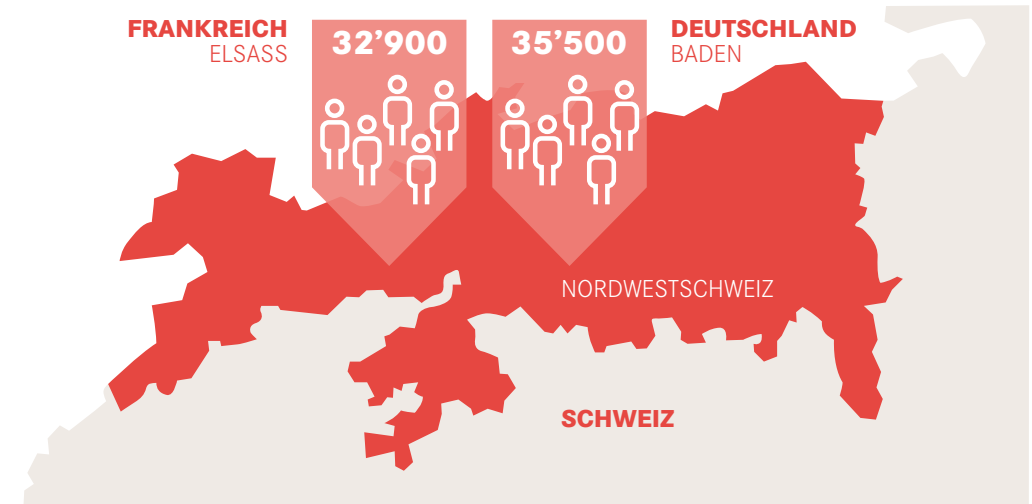 FRANKREICH
ELSASS
32’900
35’500
DEUTSCHLAND
BADEN
NORDWESTSCHWEIZ
SCHWEIZ